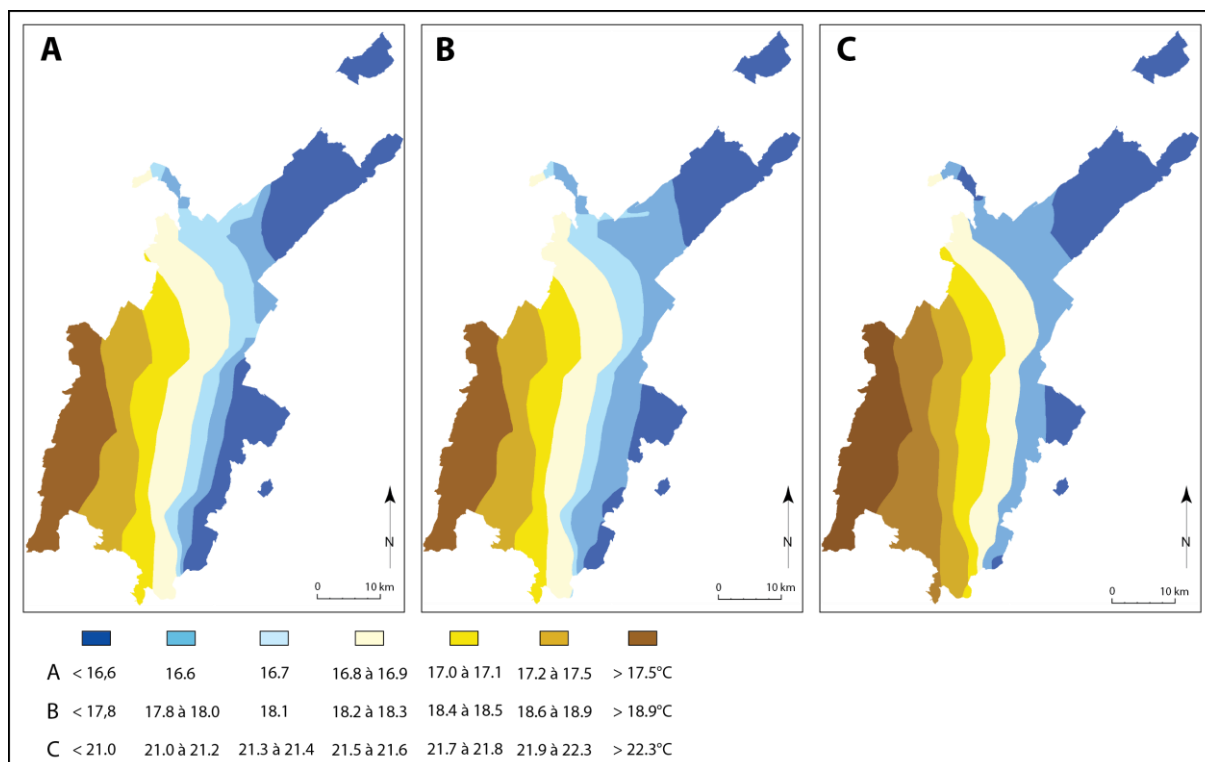 A B C
N N N
0 10 km 0 10 km 0 10 km
A < 16,6 16.6 16.7 16.8 à 16.9 17.0 à 17.1 17.2 à 17.5 > 17.5°C
B < 17,8 17.8 à 18.0 18.1 18.2 à 18.3 18.4 à 18.5 18.6 à 18.9 > 18.9°C
C < 21.0 21.0 à 21.2 21.3 à 21.4 21.5 à 21.6 21.7 à 21.8 21.9 à 22.3 > 22.3°C